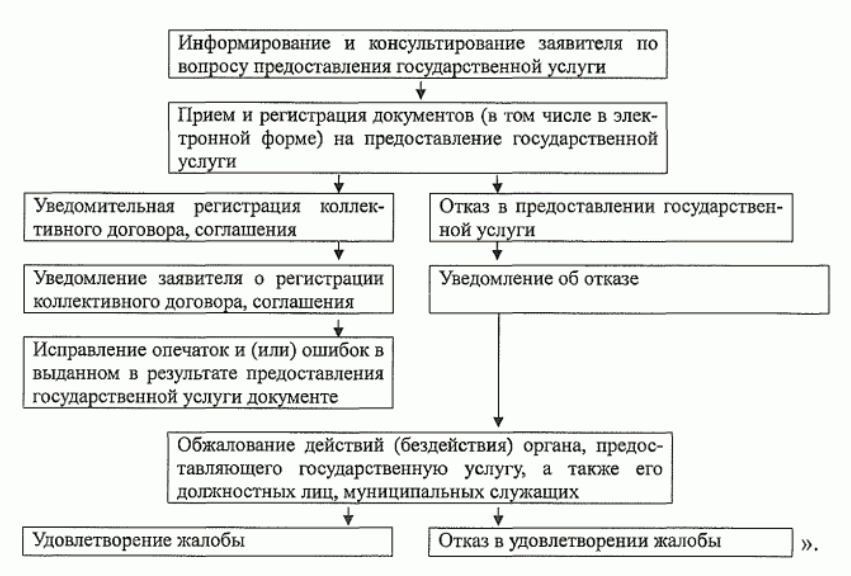 Информирование и консультирование заявителя по
вопросу предоставления государственной услуги
Прием и регистрация документов (в том числе в элек-
тронной форме) на предоставление государственной
услуги
Уведомительная регистрация коллек-
тивного договора, соглашения
Отказ в предоставлении государствен-
ной услуги
Уведомление заявителя о регистрации
коллективного договора, соглашения
Уведомление об отказе
Исправление опечаток и (или) ошибок в
выданном в результате предоставления
государственной услуги документе
Обжалование действий (бездействия) органа, предос-
тавляющего государственную услугу, а также его
должностных лиц, муниципальных служащих
Удовлетворение жалобы
Отказ в удовлетворении жалобы
».